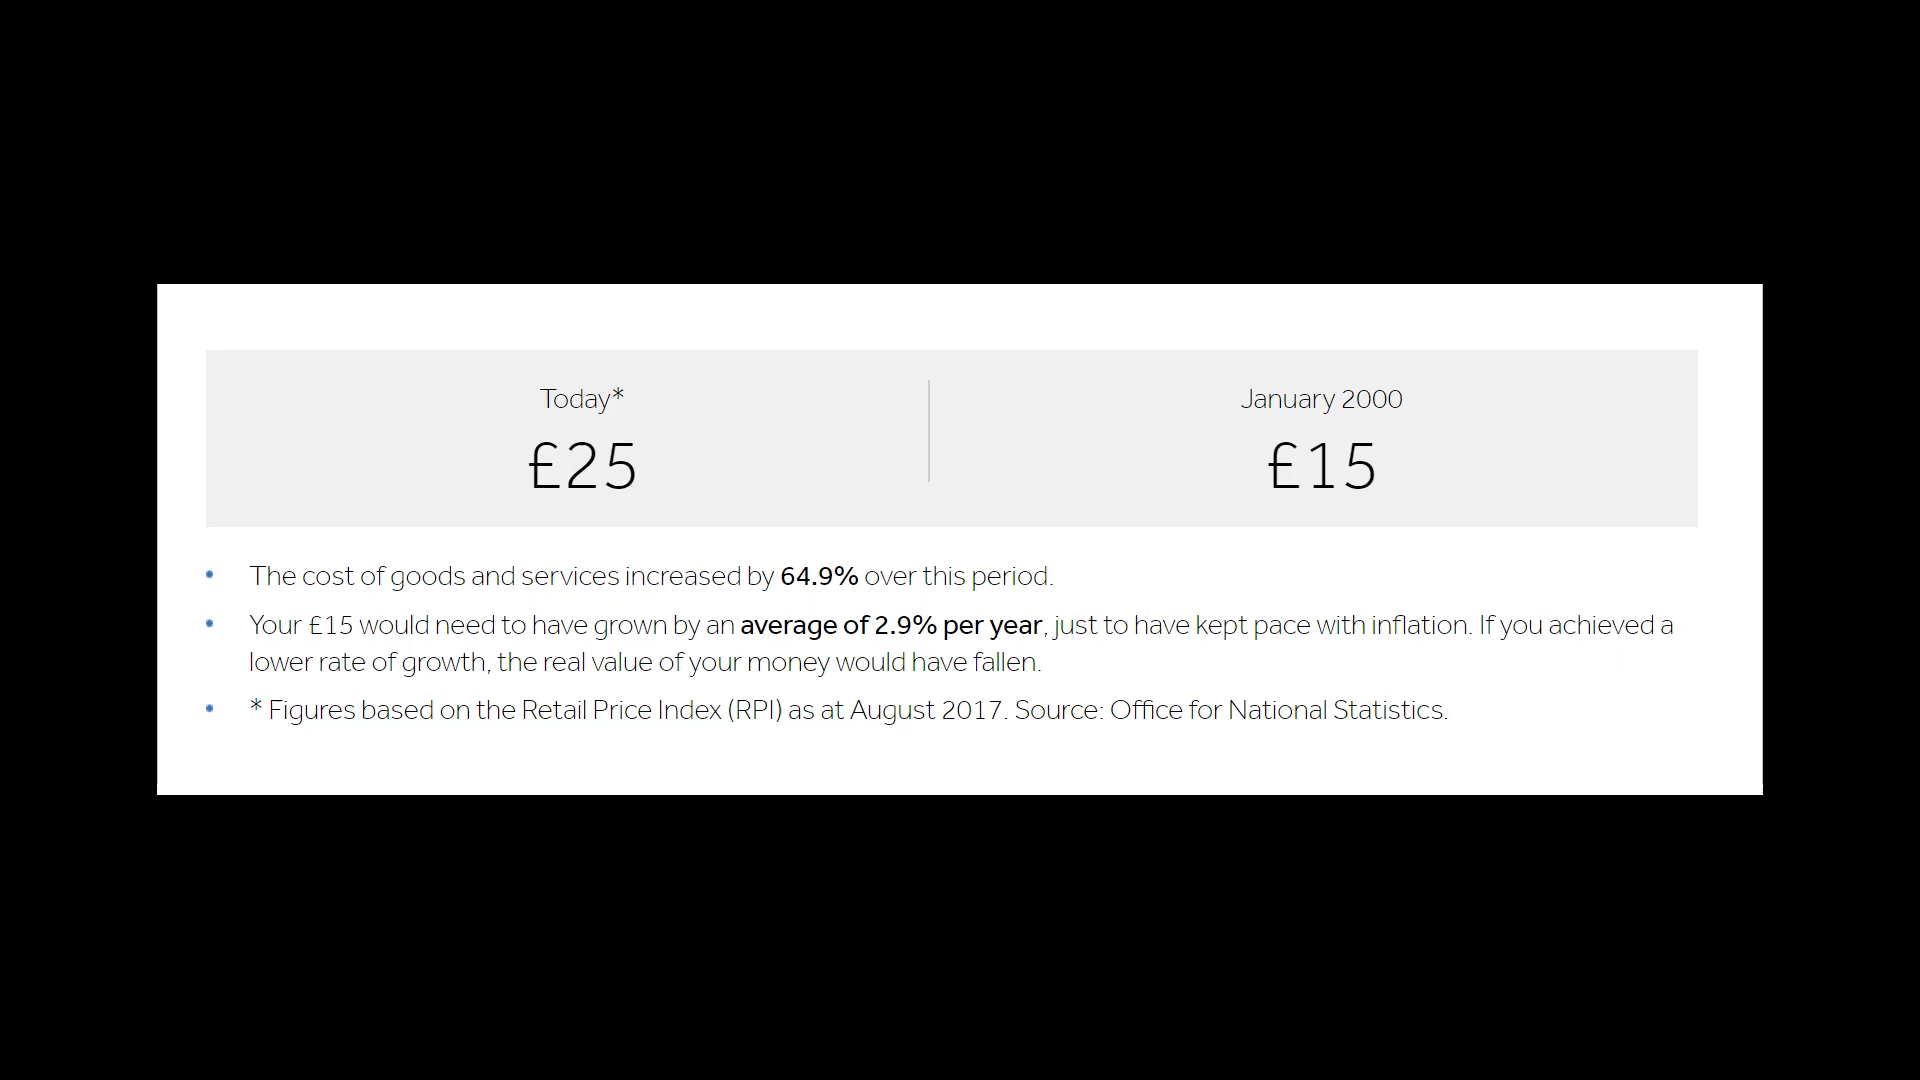 Today*
January 2000
£25
£15
• The cost of goods and services increased by 64.9% over this period.
• Your £15 would need to have grown by an average of 2.9% per year, just to have kept pace with inflation. If you achieved a
lower rate of growth, the real value of your money would have fallen.
• * Figures based on the Retail Price Index (RPI) as at August 2017. Source: Office for National Statistics.